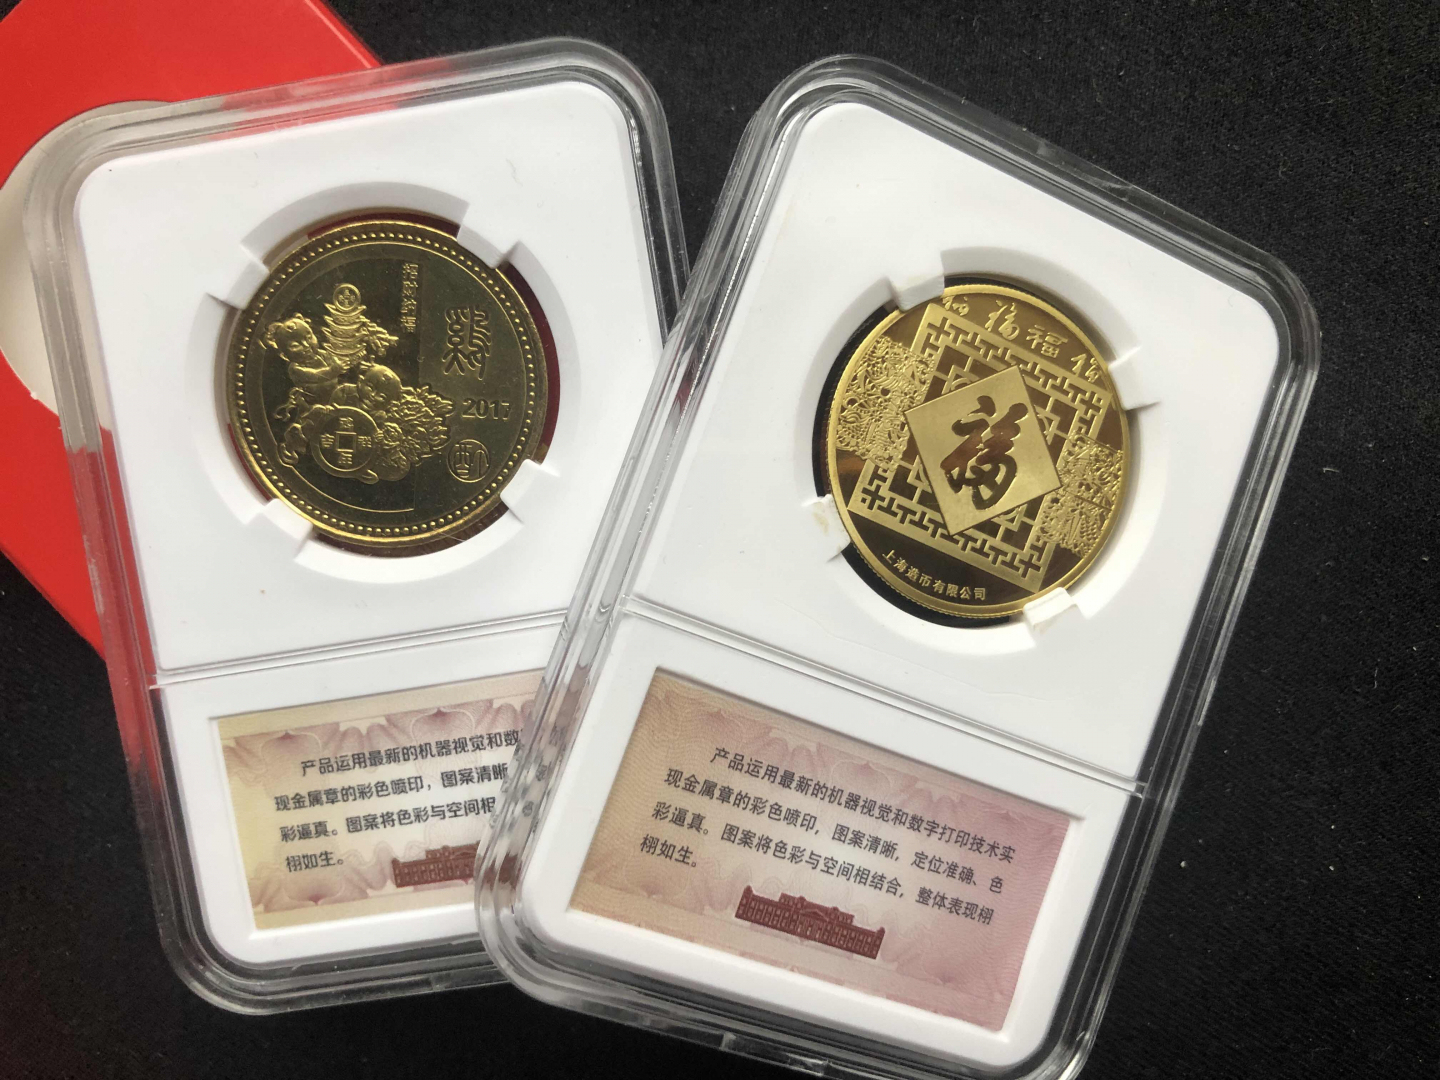 2017
酉
产品运用最新的机器视觉和数
现金属章的彩色喷印，图案清晰
彩逼真。图案将色彩与空间相
栩如生。
福
上海造币有限公司
产品运用最新的机器视觉和数字打印技术实
现金属章的彩色喷印，图案清晰，定位准确、色
彩逼真。图案将色彩与空间相结合，整体表现栩
栩如生。